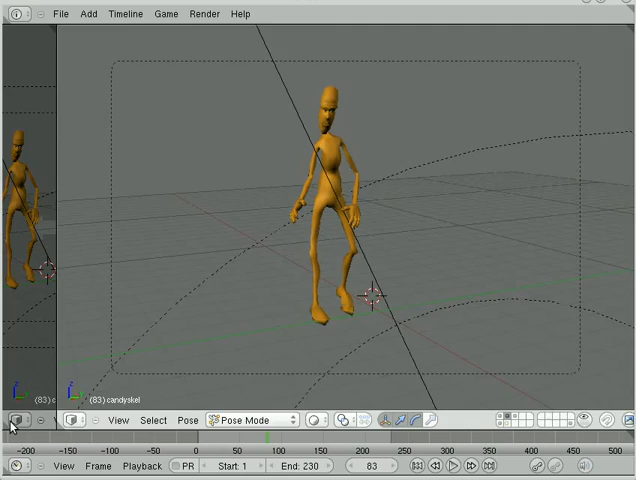 File Add Timeline Game Render Help
z
(83) c
z
(83) candyskel
View Select Pose Pose Mode
-200 -150 -100 -50 0 50 100 150 200 250 300 350 400 450 500
View Frame Playback PR Start: 1 End: 230 83